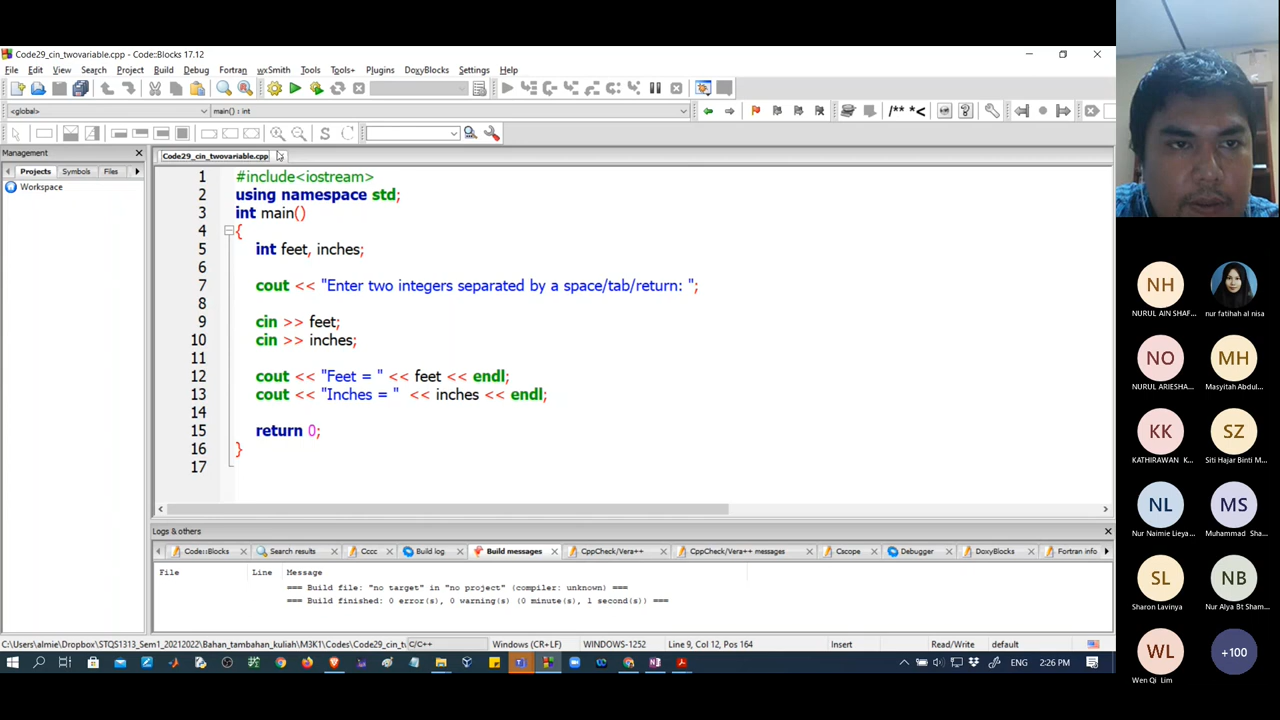 Code29_cin_twovariable.cpp - Code::Blocks 17.12
File Edit View Search Project Build Debug Fortran wxSmith Tools Tools+ Plugins DoxyBlocks Settings Help
<global> main() : int
/** *<
S C
Management
Code29_cin_twovariable.cpp
Projects Symbols Files
Workspace
1 #include<iostream>
2 using namespace std;
3 int main()
4 {
5 int feet, inches;
6
7 cout << "Enter two integers separated by a space/tab/return: ";
8
9 cin >> feet;
10 cin >> inches;
11
12 cout << "Feet = " << feet << endl;
13 cout << "Inches = "  << inches << endl;
14
15 return 0;
16 }
17
Logs & others
Code::Blocks Search results Cccc Build log Build messages CppCheck/Vera++ CppCheck/Vera++ messages Cscope Debugger DoxyBlocks Fortran info
File Line Message
=== Build file: "no target" in "no project" (compiler: unknown) ===
=== Build finished: 0 error(s), 0 warning(s) (0 minute(s), 1 second(s)) ===
C:\Users\almie\Dropbox\STQS1313_Sem1_20212022\Bahan_tambahan_kuliah\M3K1\Codes\Code29_cin_tv C/C++ Windows (CR+LF) WINDOWS-1252 Line 9, Col 12, Pos 164 Insert Read/Write default
ENG 2:26 PM
NH
NURUL AIN SHAF...
nur fatihah al nisa
NO
NURUL ARIESHA...
MH
Masyitah Abdul...
KK
KATHIRAWAN K...
SZ
Siti Hajar Binti M...
NL
Nur Naimie Lieya...
MS
Muhammad Sha...
SL
Sharon Lavinya
NB
Nur Alya Bt Sham...
WL
Wen Qi Lim
+100